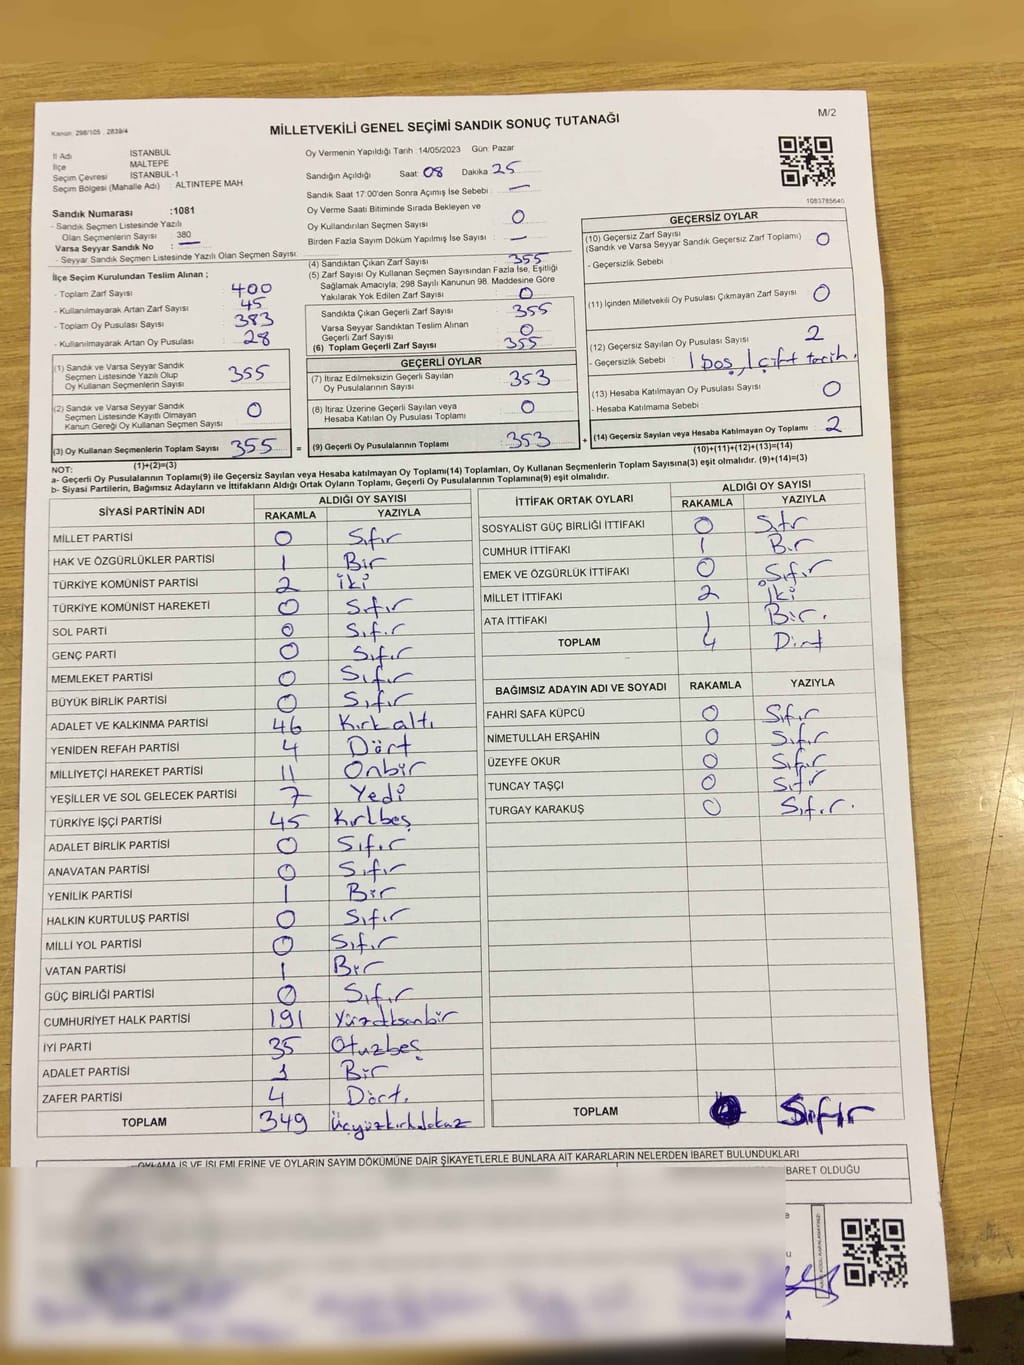 M/2
Kanun: 298/105 , 2839/4
MİLLETVEKİLİ GENEL SEÇİMİ SANDIK SONUÇ TUTANAĞI
İl Adı İSTANBUL
İlçe MALTEPE
Seçim Çevresi İSTANBUL-1
Seçim Bölgesi (Mahalle Adı) : ALTINTEPE MAH
Sandık Numarası :1081
- Sandık Seçmen Listesinde Yazılı
Olan Seçmenlerin Sayısı 380
Varsa Seyyar Sandık No : —
- Seyyar Sandık Seçmen Listesinde Yazılı Olan Seçmen Sayısı
İlçe Seçim Kurulundan Teslim Alınan ;
- Toplam Zarf Sayısı : 400
- Kullanılmayarak Artan Zarf Sayısı : 45
- Toplam Oy Pusulası Sayısı : 383
- Kullanılmayarak Artan Oy Pusulası : 28
(1) Sandık ve Varsa Seyyar Sandık
Seçmen Listesinde Yazılı Olup
Oy Kullanan Seçmenlerin Sayısı 355
(2) Sandık ve Varsa Seyyar Sandık
Seçmen Listesinde Kayıtlı Olmayan
Kanun Gereği Oy Kullanan Seçmen Sayısı 0
(3) Oy Kullanan Seçmenlerin Toplam Sayısı 355
(1)+(2)=(3)
Oy Vermenin Yapıldığı Tarih :14/05/2023 Gün: Pazar
Sandığın Açıldığı Saat: 08 Dakika 25
Sandık Saat 17:00'den Sonra Açımış İse Sebebi : —
Oy Verme Saati Bitiminde Sırada Bekleyen ve
Oy Kullandırılan Seçmen Sayısı 0
Birden Fazla Sayım Döküm Yapılmış İse Sayısı —
(4) Sandıktan Çıkan Zarf Sayısı : 355
(5) Zarf Sayısı Oy Kullanan Seçmen Sayısından Fazla İse, Eşitliği
Sağlamak Amacıyla; 298 Sayılı Kanunun 98. Maddesine Göre
Yakılarak Yok Edilen Zarf Sayısı : 0
Sandıkta Çıkan Geçerli Zarf Sayısı : 355
Varsa Seyyar Sandıktan Teslim Alınan
Geçerli Zarf Sayısı : 0
(6) Toplam Geçerli Zarf Sayısı : 355
GEÇERLİ OYLAR
(7) İtiraz Edilmeksizin Geçerli Sayılan
Oy Pusulalarının Sayısı : 353
(8) İtiraz Üzerine Geçerli Sayılan veya
Hesaba Katılan Oy Pusulası Toplamı : 0
= (9) Geçerli Oy Pusulalarının Toplamı : 353
1083785640
GEÇERSİZ OYLAR
(10) Geçersiz Zarf Sayısı
(Sandık ve Varsa Seyyar Sandık Geçersiz Zarf Toplamı) 0
- Geçersizlik Sebebi
(11) İçinden Milletvekili Oy Pusulası Çıkmayan Zarf Sayısı 0
(12) Geçersiz Sayılan Oy Pusulası Sayısı 2
- Geçersizlik Sebebi : 1 boş, 1 çift tercih.
(13) Hesaba Katılmayan Oy Pusulası Sayısı 0
- Hesaba Katılmama Sebebi
+ (14) Geçersiz Sayılan veya Hesaba Katılmayan Oy Toplamı : 2
(10)+(11)+(12)+(13)=(14)
NOT:
a- Geçerli Oy Pusulasının Toplamı(9) ile Geçersiz Sayılan veya Hesaba katılmayan Oy Toplamı(14) Toplamları, Oy Kullanan Seçmenlerin Toplam Sayısına(3) eşit olmalıdır. (9)+(14)=(3)
b- Siyasi Partilerin, Bağımsız Adayların ve İttifakların Aldığı Ortak Oyların Toplamı, Geçerli Oy Pusulası Toplamına(9) eşit olmalıdır.
SİYASİ PARTİNİN ADI ALDIĞI OY SAYISI
RAKAMLA YAZIYLA
MİLLET PARTİSİ 0 Sıfır
HAK VE ÖZGÜRLÜKLER PARTİSİ 1 Bir
TÜRKİYE KOMÜNİST PARTİSİ 2 İki
TÜRKİYE KOMÜNİST HAREKETİ 0 Sıfır
SOL PARTİ 0 Sıfır
GENÇ PARTİ 0 Sıfır
MEMLEKET PARTİSİ 0 Sıfır
BÜYÜK BİRLİK PARTİSİ 0 Sıfır
ADALET VE KALKINMA PARTİSİ 46 Kırkaltı
YENİDEN REFAH PARTİSİ 4 Dört
MİLLİYETÇİ HAREKET PARTİSİ 11 Onbir
YEŞİLLER VE SOL GELECEK PARTİSİ 7 Yedi
TÜRKİYE İŞÇİ PARTİSİ 45 Kırkbeş
ADALET BİRLİK PARTİSİ 0 Sıfır
ANAVATAN PARTİSİ 0 Sıfır
YENİLİK PARTİSİ 1 Bir
HALKIN KURTULUŞ PARTİSİ 0 Sıfır
MİLLİ YOL PARTİSİ 0 Sıfır
VATAN PARTİSİ 1 Bir
GÜÇ BİRLİĞİ PARTİSİ 0 Sıfır
CUMHURİYET HALK PARTİSİ 191 Yüzdoksanbir
İYİ PARTİ 35 Otuzbeş
ADALET PARTİSİ 1 Bir
ZAFER PARTİSİ 4 Dört.
TOPLAM 349 Üçyüzkırkdokuz
İTTİFAK ORTAK OYLARI ALDIĞI OY SAYISI
RAKAMLA YAZIYLA
SOSYALİST GÜÇ BİRLİĞİ İTTİFAKI 0 Sıfır
CUMHUR İTTİFAKI 1 Bir
EMEK VE ÖZGÜRLÜK İTTİFAKI 0 Sıfır
MİLLET İTTİFAKI 2 İki
ATA İTTİFAKI 1 Bir.
TOPLAM 4 Dört
BAĞIMSIZ ADAYIN ADI VE SOYADI RAKAMLA YAZIYLA
FAHRİ SAFA KÜPCÜ 0 Sıfır
NİMETULLAH ERŞAHİN 0 Sıfır
ÜZEYFE OKUR 0 Sıfır
TUNCAY TAŞÇI 0 Sıfır
TURGAY KARAKUŞ 0 Sıfır.
TOPLAM Sıfır
OYLAMA İŞ VE İŞLEMLERİNE VE OYLARIN SAYIM DÖKÜMÜNE DAİR ŞİKAYETLERLE BUNLARA AİT KARARLARIN NELERDEN İBARET BULUNDUKLARI
BARET OLDUĞU